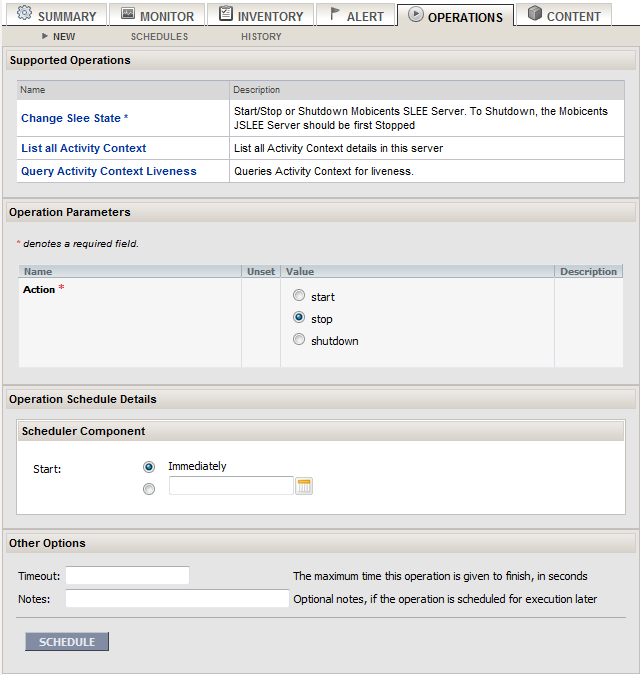 SUMMARY MONITOR INVENTORY ALERT OPERATIONS CONTENT
NEW SCHEDULES HISTORY
Supported Operations
Name Description
Change Slee State * Start/Stop or Shutdown Mobicents SLEE Server. To Shutdown, the Mobicents
JSLEE Server should be first Stopped
List all Activity Context List all Activity Context details in this server
Query Activity Context Liveness Queries Activity Context for liveness.
Operation Parameters
* denotes a required field.
Name Unset Value Description
Action *
start
stop
shutdown
Operation Schedule Details
Scheduler Component
Start: Immediately
Other Options
Timeout: The maximum time this operation is given to finish, in seconds
Notes: Optional notes, if the operation is scheduled for execution later
SCHEDULE